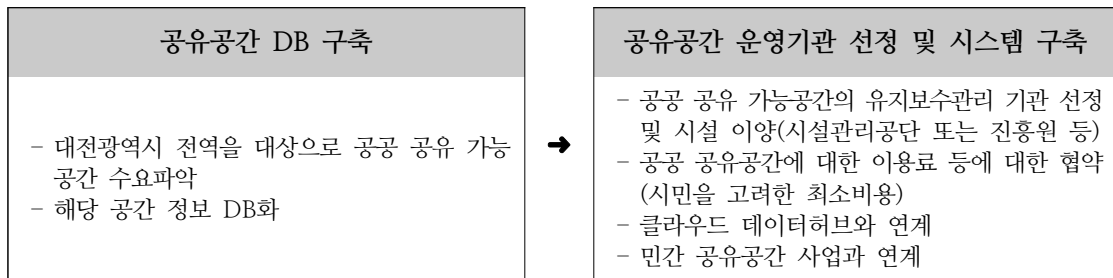 공유공간 DB 구축
- 대전광역시 전역을 대상으로 공공 공유 가능
공간 수요파악
- 해당 공간 정보 DB화
➜
공유공간 운영기관 선정 및 시스템 구축
- 공공 공유 가능공간의 유지보수관리 기관 선정
및 시설 이양(시설관리공단 또는 진흥원 등)
- 공공 공유공간에 대한 이용료 등에 대한 협약
(시민을 고려한 최소비용)
- 클라우드 데이터허브와 연계
- 민간 공유공간 사업과 연계